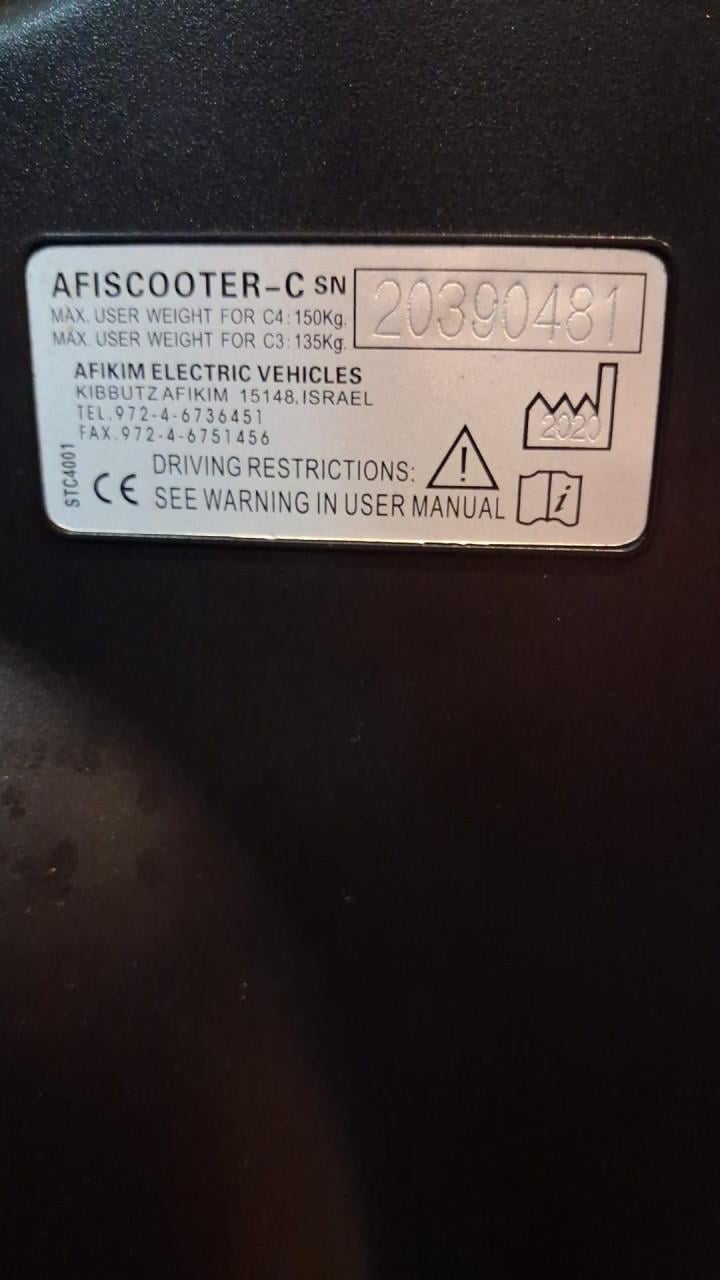 AFISCOOTER-C SN 20390481
MAX. USER WEIGHT FOR C4:150Kg.
MAX. USER WEIGHT FOR C3:135Kg.
AFIKIM ELECTRIC VEHICLES
KIBBUTZ AFIKIM 15148,ISRAEL
TEL.972-4-6736451
FAX.972-4-6751456
2020
STC4001
CE
DRIVING RESTRICTIONS: !
SEE WARNING IN USER MANUAL i